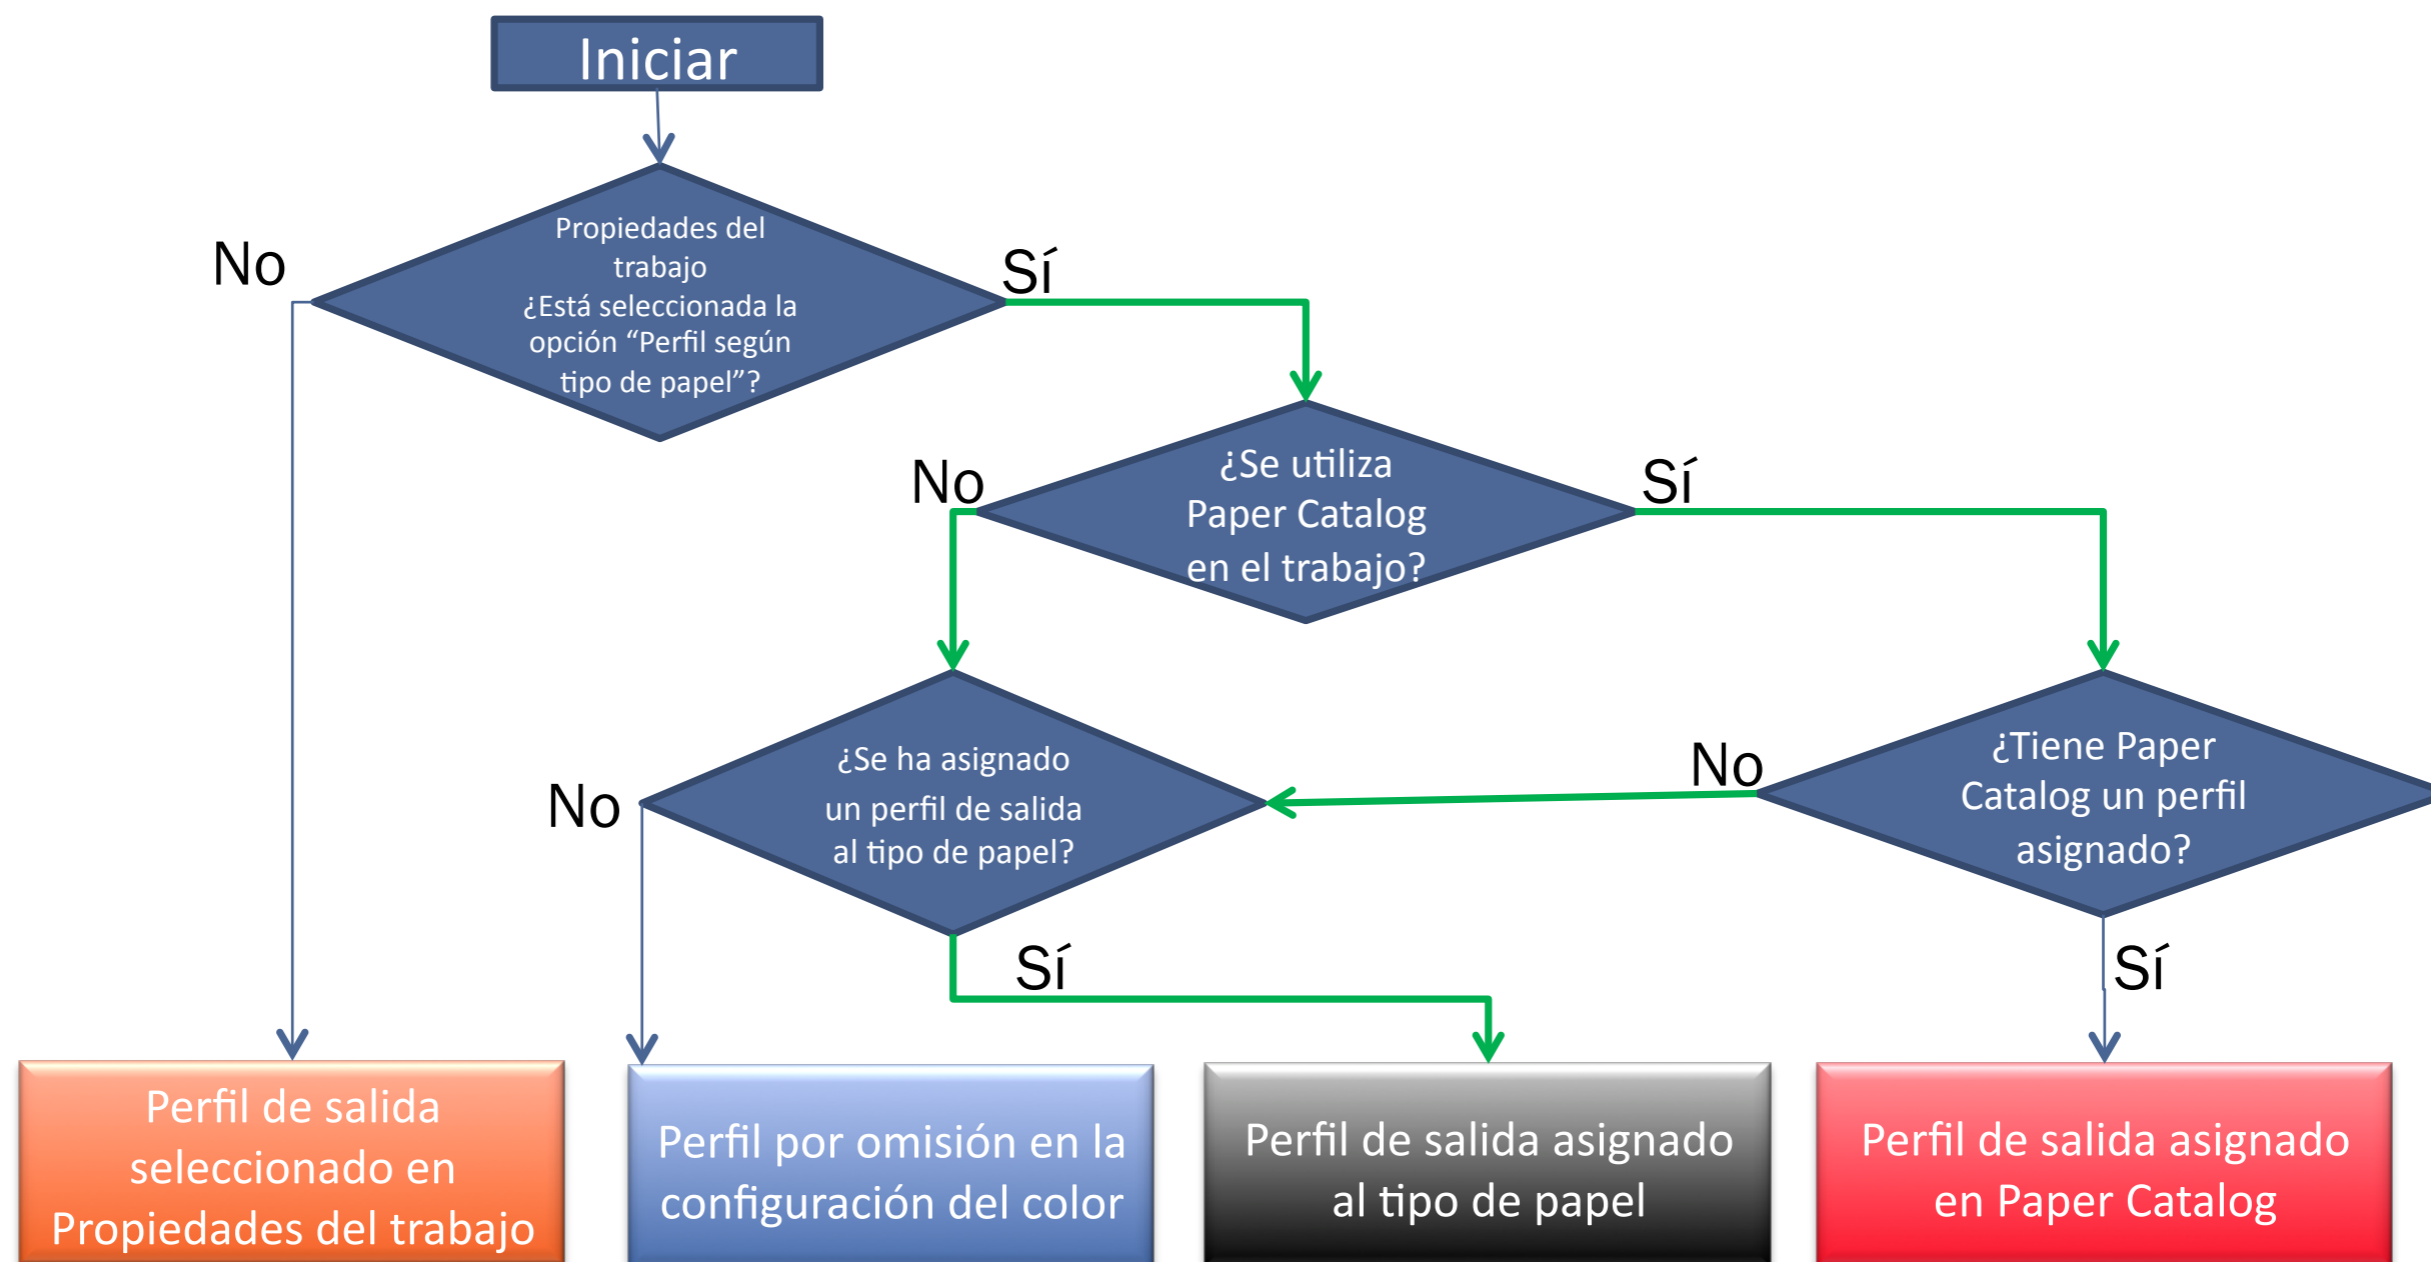 Iniciar
Propiedades del
trabajo
¿Está seleccionada la
opción “Perfil según
tipo de papel”?
No
Sí
¿Se utiliza
Paper Catalog
en el trabajo?
No
Sí
¿Se ha asignado
un perfil de salida
al tipo de papel?
No
Sí
¿Tiene Paper
Catalog un perfil
asignado?
No
Sí
Perfil de salida
seleccionado en
Propiedades del trabajo
Perfil por omisión en la
configuración del color
Perfil de salida asignado
al tipo de papel
Perfil de salida asignado
en Paper Catalog